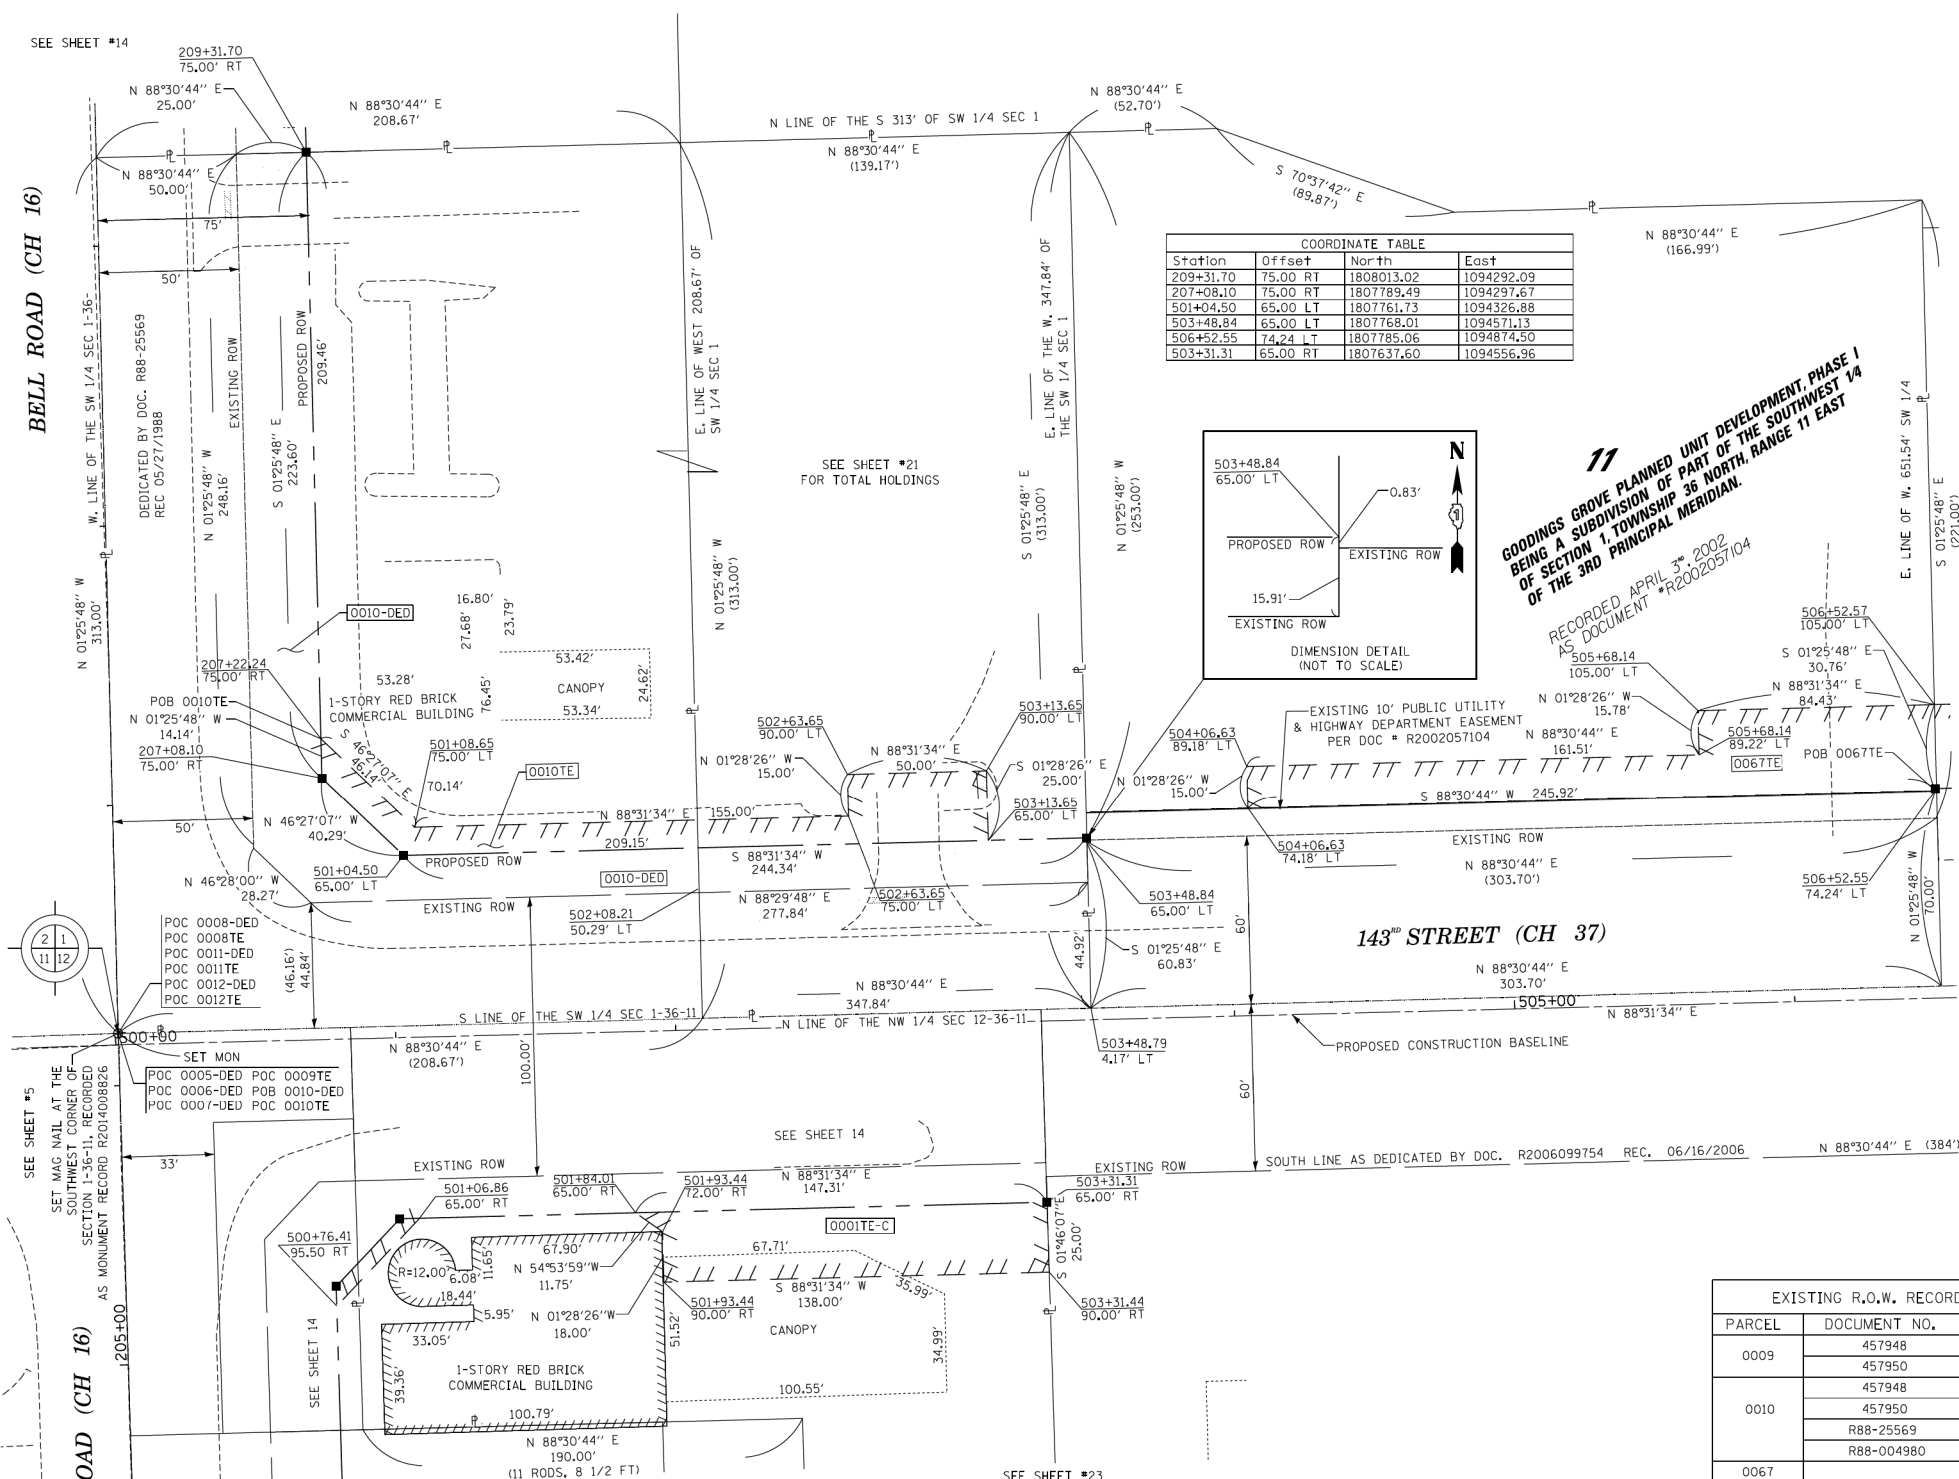 SEE SHEET #14
209+31.70
75.00' RT
N 88°30'44" E
25.00'
N 88°30'44" E
208.67'
N LINE OF THE S 313' OF SW 1/4 SEC 1
N 88°30'44" E
(139.17')
N 88°30'44" E
(52.70')
S 70°37'42" E
(89.87')
N 88°30'44" E
(166.99')
N 88°30'44" E
50.00'
75'
50'
BELL ROAD (CH 16)
W. LINE OF THE SW 1/4 SEC 1-36-
N 01°25'48" W
313.00'
DEDICATED BY DOC. R88-25569
REC 05/27/1988
N 01°25'48" W
248.16'
EXISTING ROW
S 01°25'48" E
223.60'
PROPOSED ROW
209.46'
E. LINE OF WEST 208.67' OF
SW 1/4 SEC 1
N 01°25'48" W
(313.00')
SEE SHEET #21
FOR TOTAL HOLDINGS
E. LINE OF THE W. 347.84' OF
THE SW 1/4 SEC 1
S 01°25'48" E
(313.00')
N 01°25'48" W
(253.00')
COORDINATE TABLE
Station Offset North East
209+31.70 75.00 RT 1808013.02 1094292.09
207+08.10 75.00 RT 1807789.49 1094297.67
501+04.50 65.00 LT 1807761.73 1094326.88
503+48.84 65.00 LT 1807768.01 1094571.13
506+52.55 74.24 LT 1807785.06 1094874.50
503+31.31 65.00 RT 1807637.60 1094556.96
503+48.84
65.00' LT
0.83'
PROPOSED ROW
EXISTING ROW
15.91'
EXISTING ROW
N
DIMENSION DETAIL
(NOT TO SCALE)
11
GOODINGS GROVE PLANNED UNIT DEVELOPMENT, PHASE I
BEING A SUBDIVISION OF PART OF THE SOUTHWEST 1/4
OF SECTION 1, TOWNSHIP 36 NORTH, RANGE 11 EAST
OF THE 3RD PRINCIPAL MERIDIAN.
RECORDED APRIL 3RD, 2002
AS DOCUMENT #R2002057104
E. LINE OF W. 651.54' SW 1/4
S 01°25'48" E
(221.00')
506+52.57
105.00' LT
S 01°25'48" E
30.76'
505+68.14
105.00' LT
N 88°31'34" E
84.43'
N 01°28'26" W
15.78'
505+68.14
89.22' LT
POB 0067TE
0067TE
EXISTING 10' PUBLIC UTILITY
& HIGHWAY DEPARTMENT EASEMENT
PER DOC # R2002057104
N 88°30'44" E
161.51'
504+06.63
89.18' LT
N 01°28'26" W
15.00'
S 88°30'44" W 245.92'
EXISTING ROW
504+06.63
74.18' LT
N 88°30'44" E
(303.70')
506+52.55
74.24' LT
N 01°25'48" W
70.00'
0010-DED
207+22.24
75.00' RT
POB 0010TE
N 01°25'48" W
14.14'
207+08.10
75.00' RT
16.80'
27.68'
23.79'
53.28'
1-STORY RED BRICK
COMMERCIAL BUILDING
76.45'
53.42'
CANOPY
53.34'
24.62'
S 46°27'07" E
46.14'
501+08.65
75.00' LT
70.14'
0010TE
502+63.65
90.00' LT
503+13.65
90.00' LT
N 88°31'34" E
50.00'
N 01°28'26" W
15.00'
S 01°28'26" E
25.00'
503+13.65
65.00' LT
50'
N 46°27'07" W
40.29'
N 88°31'34" E 155.00'
209.15'
PROPOSED ROW
S 88°31'34" W
244.34'
501+04.50
65.00' LT
0010-DED
N 46°28'00" W
28.27'
EXISTING ROW
502+08.21
50.29' LT
N 88°29'48" E
277.84'
502+63.65
75.00' LT
503+48.84
65.00' LT
60'
143RD STREET (CH 37)
44.92'
S 01°25'48" E
60.83'
2 1
11 12
POC 0008-DED
POC 0008TE
POC 0011-DED
POC 0011TE
POC 0012-DED
POC 0012TE
(46.16')
44.84'
N 88°30'44" E
347.84'
N 88°30'44" E
303.70'
505+00
N 88°31'34" E
S LINE OF THE SW 1/4 SEC 1-36-11
N LINE OF THE NW 1/4 SEC 12-36-11
500+00
SET MON
N 88°30'44" E
(208.67')
100.00'
503+48.79
4.17' LT
PROPOSED CONSTRUCTION BASELINE
POC 0005-DED POC 0009TE
POC 0006-DED POB 0010-DED
POC 0007-DED POC 0010TE
SEE SHEET #5
SET MAG NAIL AT THE
SOUTHWEST CORNER OF
SECTION 1-36-11, RECORDED
AS MONUMENT RECORD R2014008826
33'
60'
SEE SHEET 14
EXISTING ROW
EXISTING ROW
SOUTH LINE AS DEDICATED BY DOC. R2006099754 REC. 06/16/2006
N 88°30'44" E (384'
501+06.86
65.00' RT
501+84.01
65.00' RT
501+93.44
72.00' RT
N 88°31'34" E
147.31'
503+31.31
65.00' RT
0001TE-C
500+76.41
95.50 RT
R=12.00'
6.08'
11.65'
18.44'
5.95'
33.05'
67.90'
N 54°53'59"W
11.75'
N 01°28'26"W
18.00'
67.71'
S 88°31'34" W
138.00'
35.99'
S 01°46'07"E
25.00'
501+93.44
90.00' RT
503+31.44
90.00' RT
51.52'
CANOPY
34.99'
100.55'
1-STORY RED BRICK
COMMERCIAL BUILDING
39.36'
100.79'
N 88°30'44" E
190.00'
(11 RODS, 8 1/2 FT)
SEE SHEET 14
205+00
OAD (CH 16)
SEE SHEET #23
EXISTING R.O.W. RECORD
PARCEL DOCUMENT NO.
0009 457948
457950
0010 457948
457950
R88-25569
R88-004980
0067